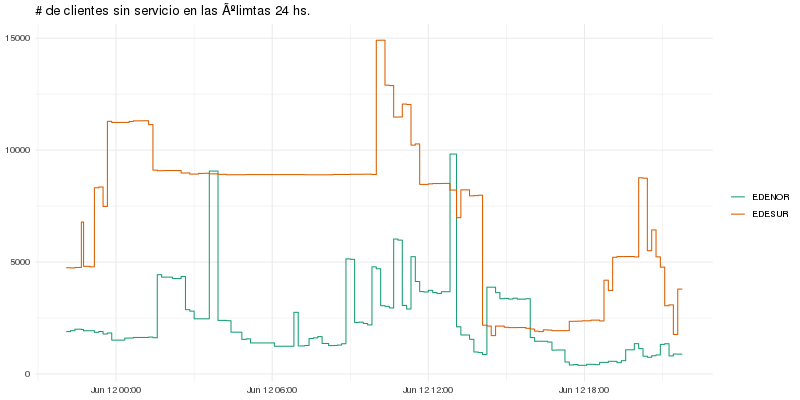 # de clientes sin servicio en las Ãºlimtas 24 hs.
15000
10000
5000
0
Jun 12 00:00 Jun 12 06:00 Jun 12 12:00 Jun 12 18:00
EDENOR
EDESUR